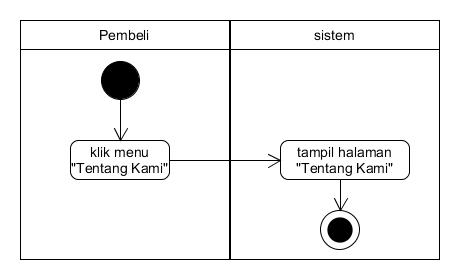 Pembeli
sistem
klik menu
"Tentang Kami"
tampil halaman
"Tentang Kami"